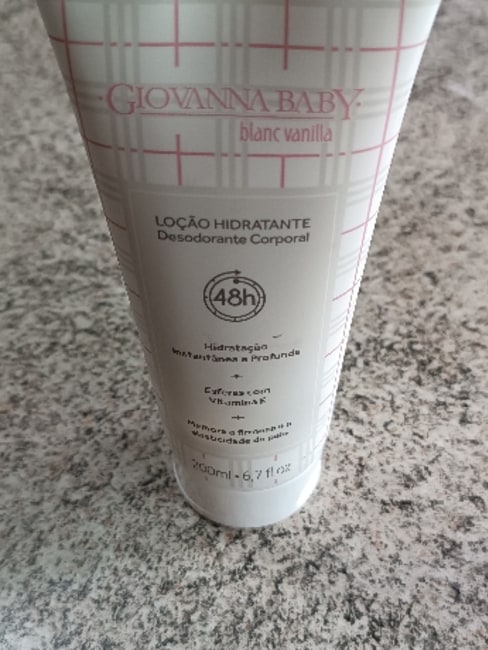 GIOVANNA BABY
blanc vanilla
LOÇÃO HIDRATANTE
Desodorante Corporal
48h
Hidratação
Instantânea e Profunda
+
Esferas com
Vitamina E
+
Melhora a firmeza e a
elasticidade da pele
200ml • 6,7 fl oz